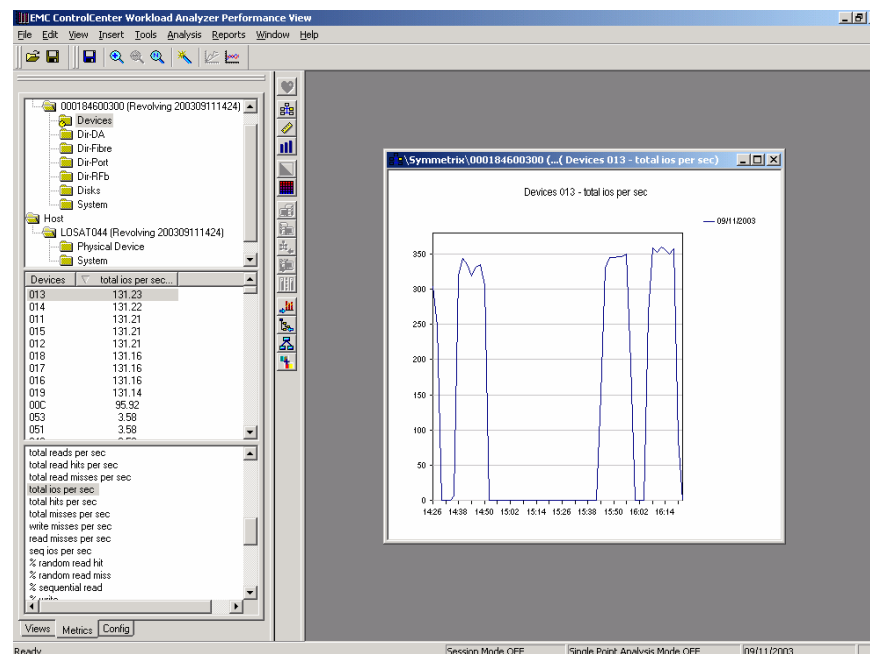 EMC ControlCenter Workload Analyzer Performance View
File Edit View Insert Tools Analysis Reports Window Help
000184600300 (Revolving 200309111424)
Devices
Dir-DA
Dir-Fibre
Dir-Port
Dir-RFb
Disks
System
Host
LOSAT044 (Revolving 200309111424)
Physical Device
System
Devices total ios per sec...
013 131.23
014 131.22
011 131.21
015 131.21
012 131.21
018 131.16
017 131.16
016 131.16
019 131.14
00C 95.92
053 3.58
051 3.58
total reads per sec
total read hits per sec
total read misses per sec
total ios per sec
total hits per sec
total misses per sec
write misses per sec
read misses per sec
seq ios per sec
% random read hit
% random read miss
% sequential read
% write
Views Metrics Config
\Symmetrix\000184600300 (...( Devices 013 - total ios per sec)
Devices 013 - total ios per sec
09/11/2003
350
300
250
200
150
100
50
0
14:26 14:38 14:50 15:02 15:14 15:26 15:38 15:50 16:02 16:14
Ready Session Mode OFF Single Point Analysis Mode OFF 09/11/2003